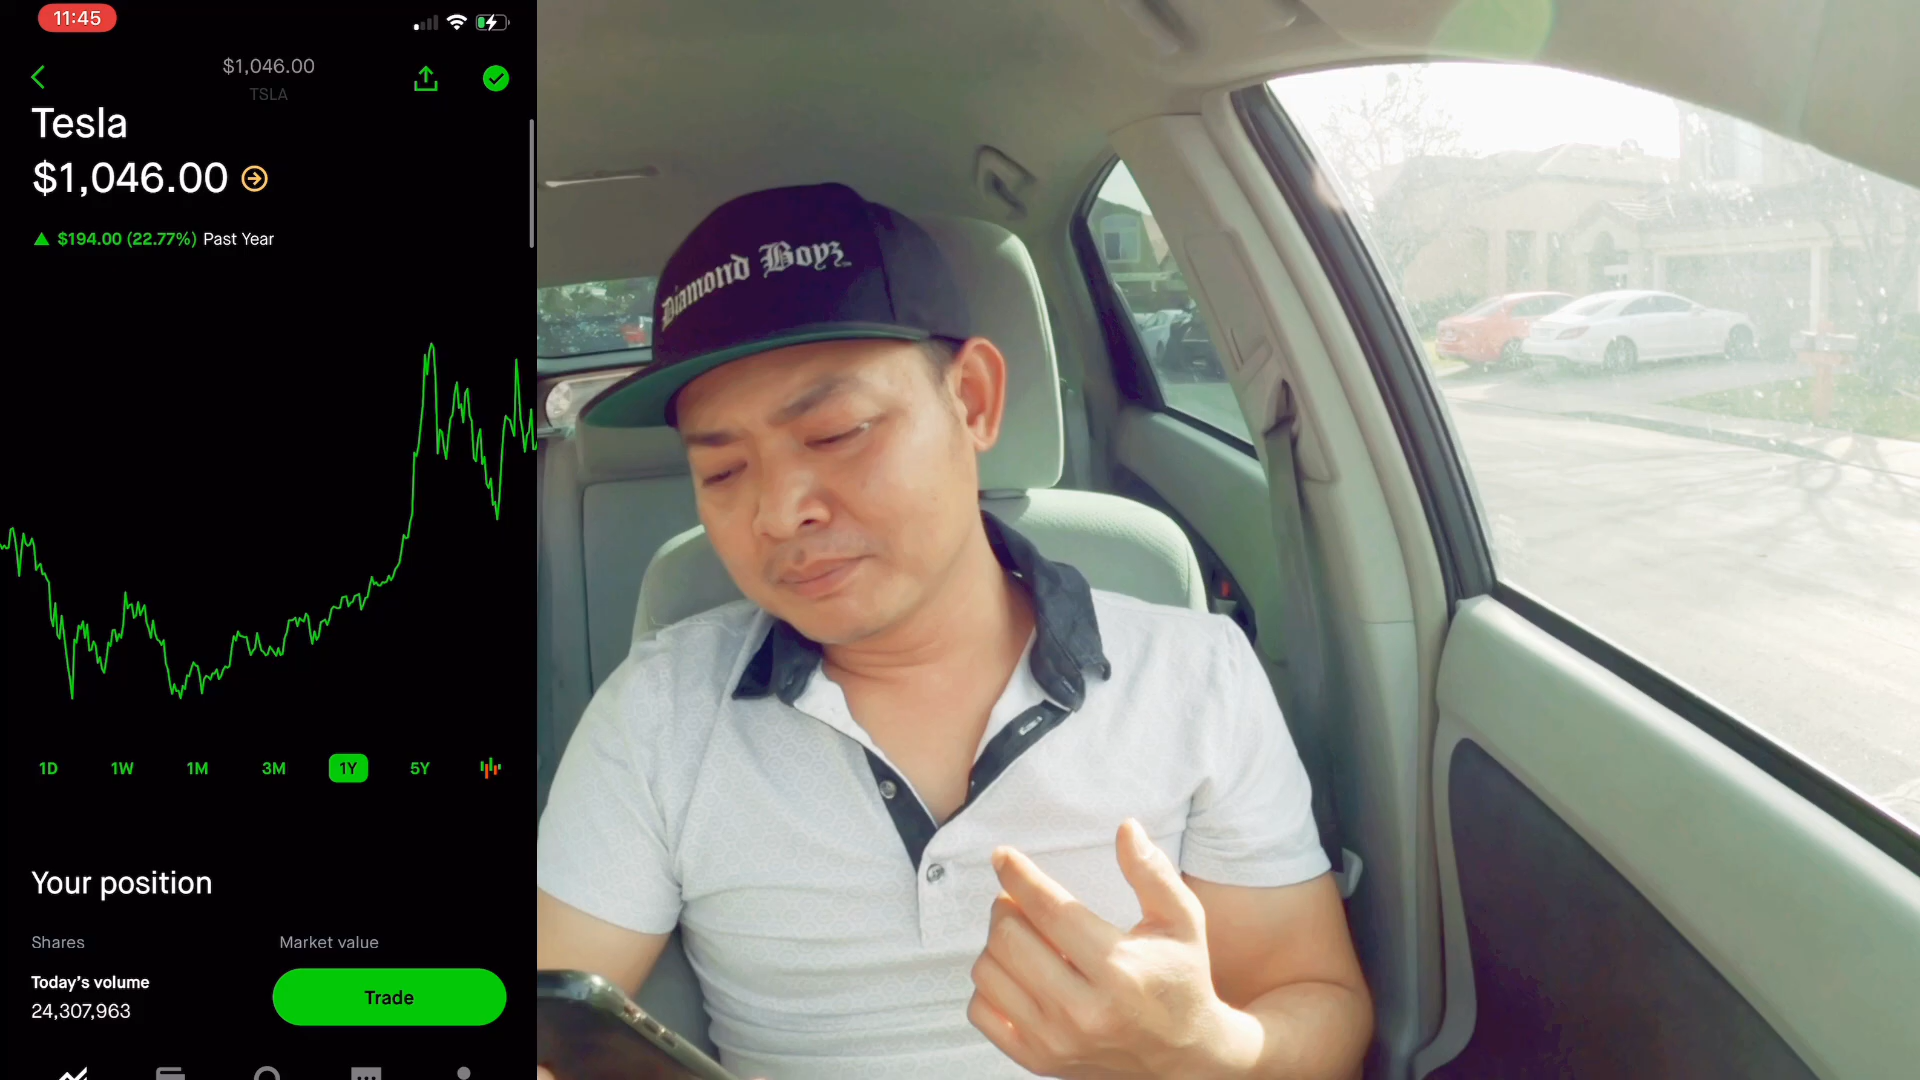 11:45
$1,046.00
TSLA
Tesla
$1,046.00
$194.00 (22.77%) Past Year
1D 1W 1M 3M 1Y 5Y
Your position
Shares Market value
Today's volume
24,307,963
Trade
Diamond Boyz